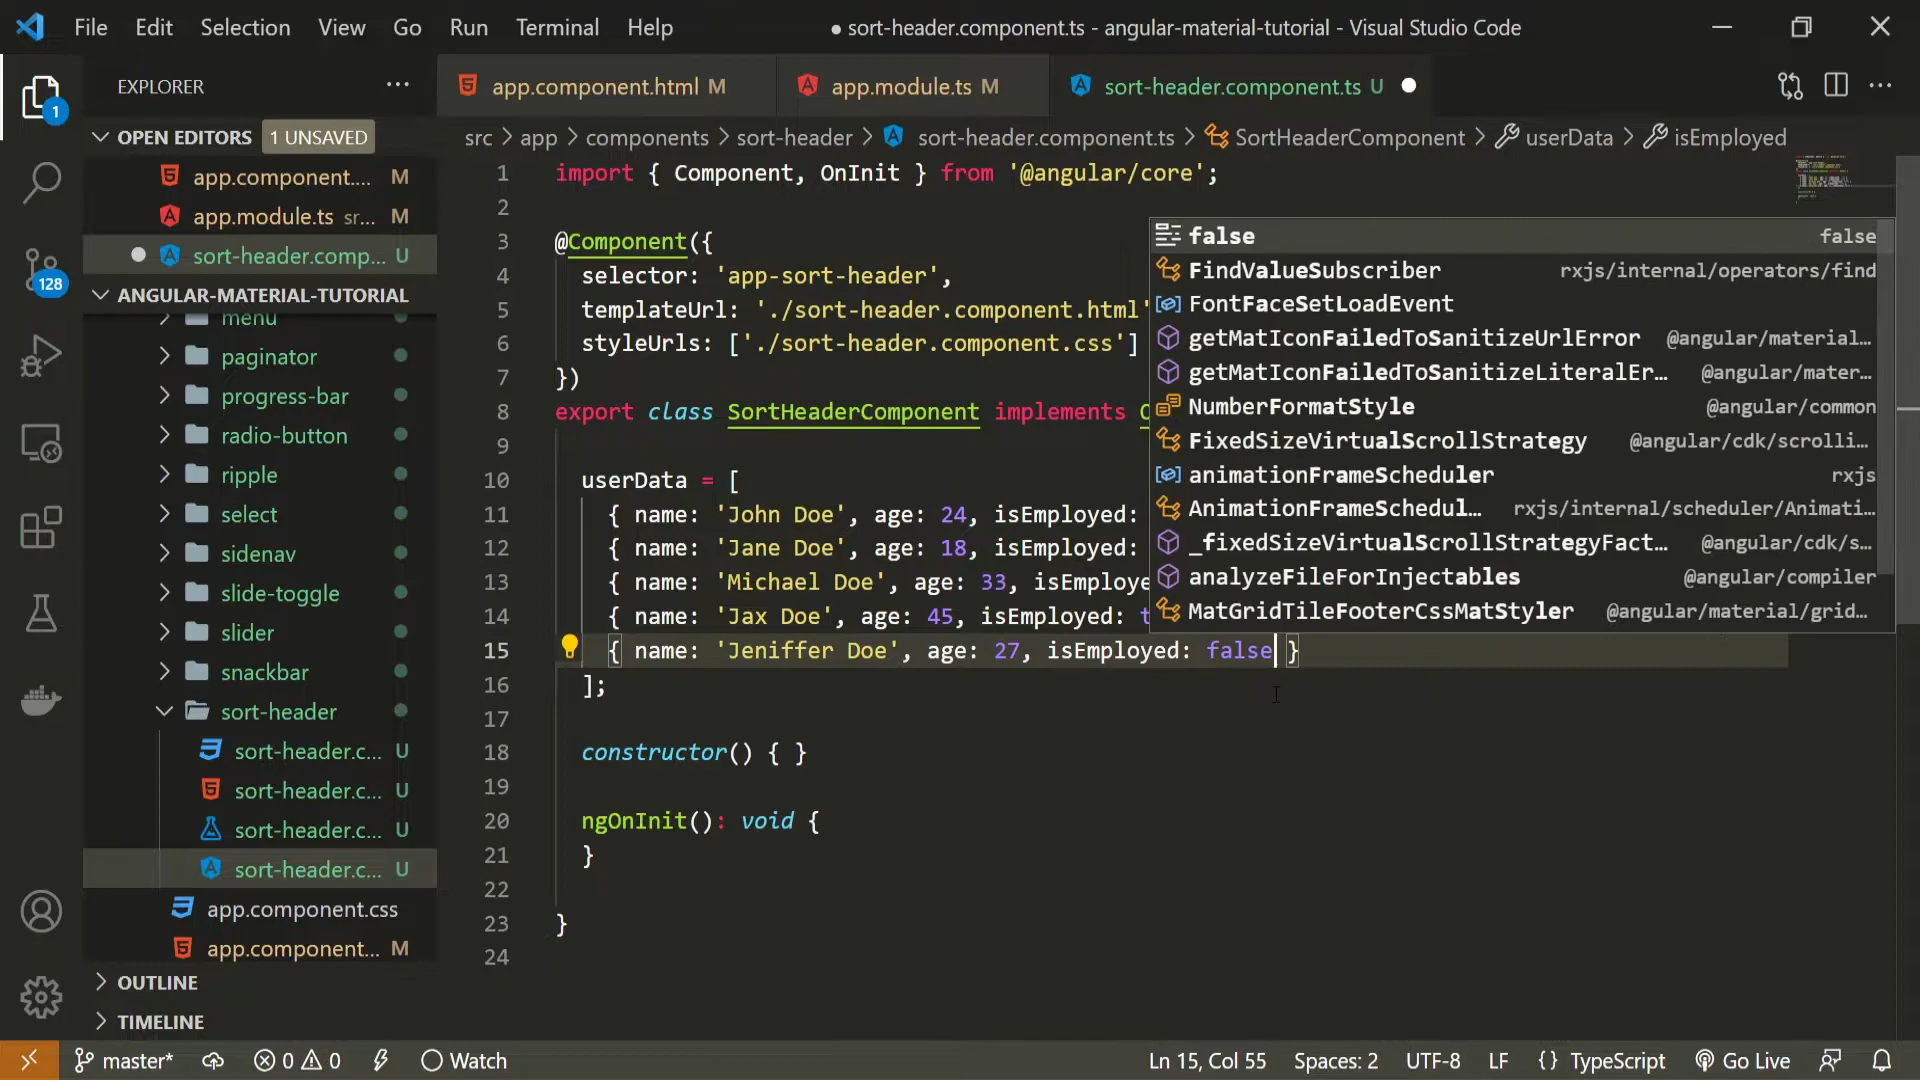 File Edit Selection View Go Run Terminal Help
● sort-header.component.ts - angular-material-tutorial - Visual Studio Code
EXPLORER
1
128
OPEN EDITORS 1 UNSAVED
app.component.... M
app.module.ts sr... M
sort-header.comp... U
ANGULAR-MATERIAL-TUTORIAL
menu
paginator
progress-bar
radio-button
ripple
select
sidenav
slide-toggle
slider
snackbar
sort-header
sort-header.c... U
sort-header.c... U
sort-header.c... U
sort-header.c... U
app.component.css
app.component... M
OUTLINE
TIMELINE
app.component.html M
app.module.ts M
sort-header.component.ts U
src > app > components > sort-header > sort-header.component.ts > SortHeaderComponent > userData > isEmployed
1 import { Component, OnInit } from '@angular/core';
2
3 @Component({
4 selector: 'app-sort-header',
5 templateUrl: './sort-header.component.html'
6 styleUrls: ['./sort-header.component.css']
7 })
8 export class SortHeaderComponent implements O
9
10 userData = [
11 { name: 'John Doe', age: 24, isEmployed:
12 { name: 'Jane Doe', age: 18, isEmployed:
13 { name: 'Michael Doe', age: 33, isEmploye
14 { name: 'Jax Doe', age: 45, isEmployed: t
15 { name: 'Jeniffer Doe', age: 27, isEmployed: false }
16 ];
17
18 constructor() { }
19
20 ngOnInit(): void {
21 }
22
23 }
24
false false
FindValueSubscriber rxjs/internal/operators/find
FontFaceSetLoadEvent
getMatIconFailedToSanitizeUrlError @angular/material...
getMatIconFailedToSanitizeLiteralEr... @angular/mater...
NumberFormatStyle @angular/common
FixedSizeVirtualScrollStrategy @angular/cdk/scrolli...
animationFrameScheduler rxjs
AnimationFrameSchedul... rxjs/internal/scheduler/Animati...
_fixedSizeVirtualScrollStrategyFact... @angular/cdk/s...
analyzeFileForInjectables @angular/compiler
MatGridTileFooterCssMatStyler @angular/material/grid...
master* 0 0 Watch
Ln 15, Col 55 Spaces: 2 UTF-8 LF {} TypeScript Go Live